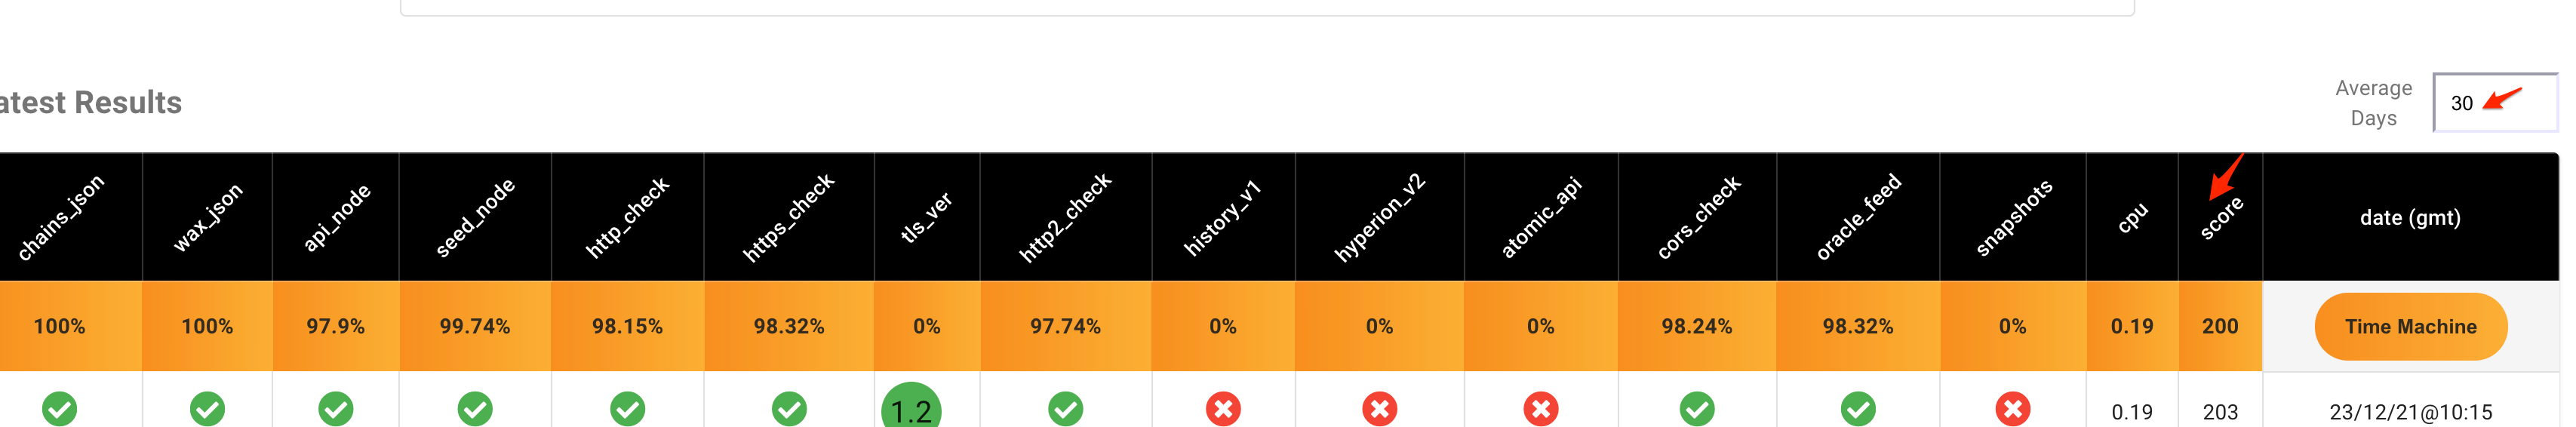 atest Results
Average
Days
30
chains_json wax_json api_node seed_node http_check https_check tls_ver http2_check history_v1 hyperion_v2 atomic_api cors_check oracle_feed snapshots cpu score date (gmt)
100% 100% 97.9% 99.74% 98.15% 98.32% 0% 97.74% 0% 0% 0% 98.24% 98.32% 0% 0.19 200 Time Machine
1.2 0.19 203 23/12/21@10:15